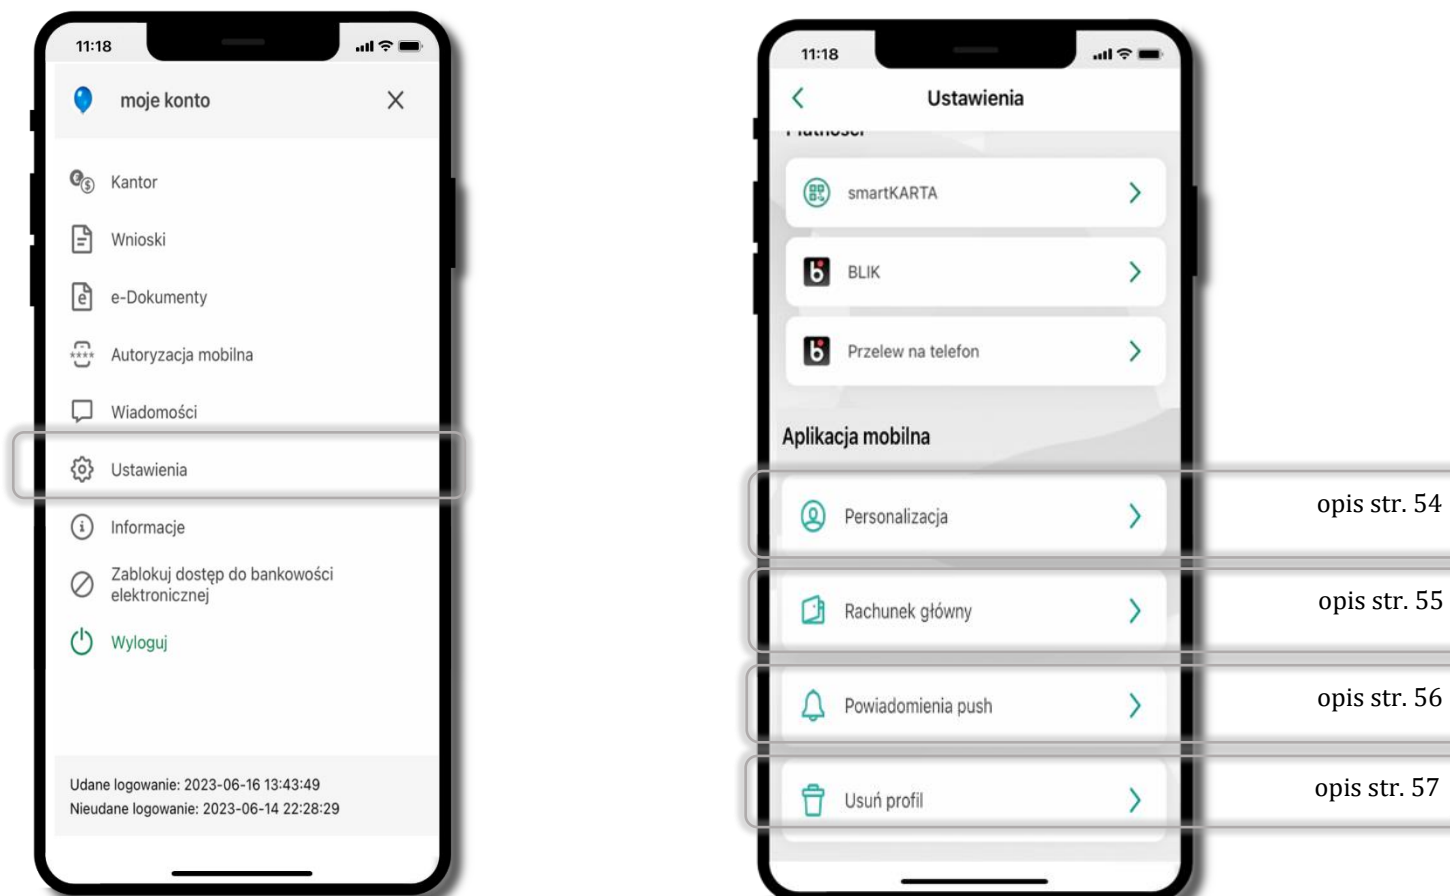 11:18
moje konto
Kantor
Wnioski
e-Dokumenty
Autoryzacja mobilna
Wiadomości
Ustawienia
Informacje
Zablokuj dostęp do bankowości
elektronicznej
Wyloguj
Udane logowanie: 2023-06-16 13:43:49
Nieudane logowanie: 2023-06-14 22:28:29
11:18
Ustawienia
Płatności
smartKARTA
BLIK
Przelew na telefon
Aplikacja mobilna
Personalizacja
opis str. 54
Rachunek główny
opis str. 55
Powiadomienia push
opis str. 56
Usuń profil
opis str. 57